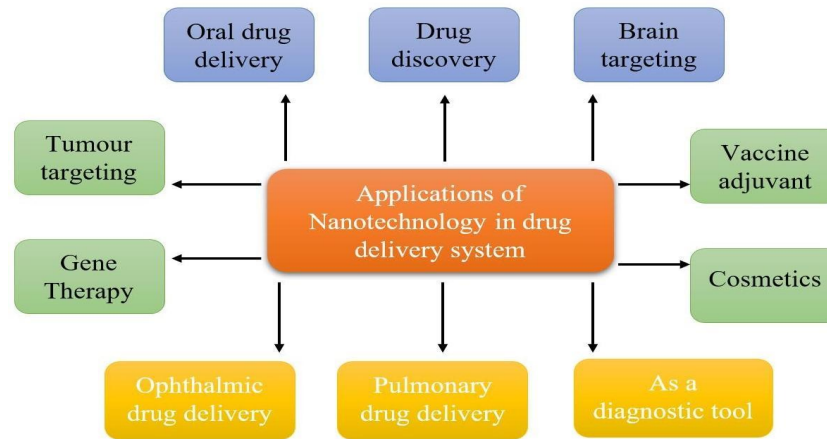 Oral drug
delivery
Drug
discovery
Brain
targeting
Tumour
targeting
Vaccine
adjuvant
Applications of
Nanotechnology in drug
delivery system
Gene
Therapy
Cosmetics
Ophthalmic
drug delivery
Pulmonary
drug delivery
As a
diagnostic tool